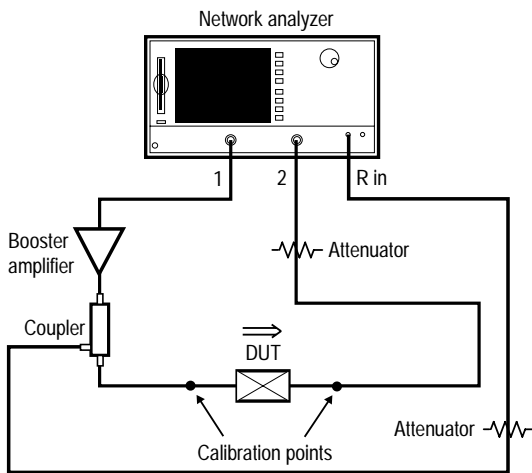 Network analyzer
1
2
R in
Booster
amplifier
Attenuator
Coupler
DUT
Attenuator
Calibration points